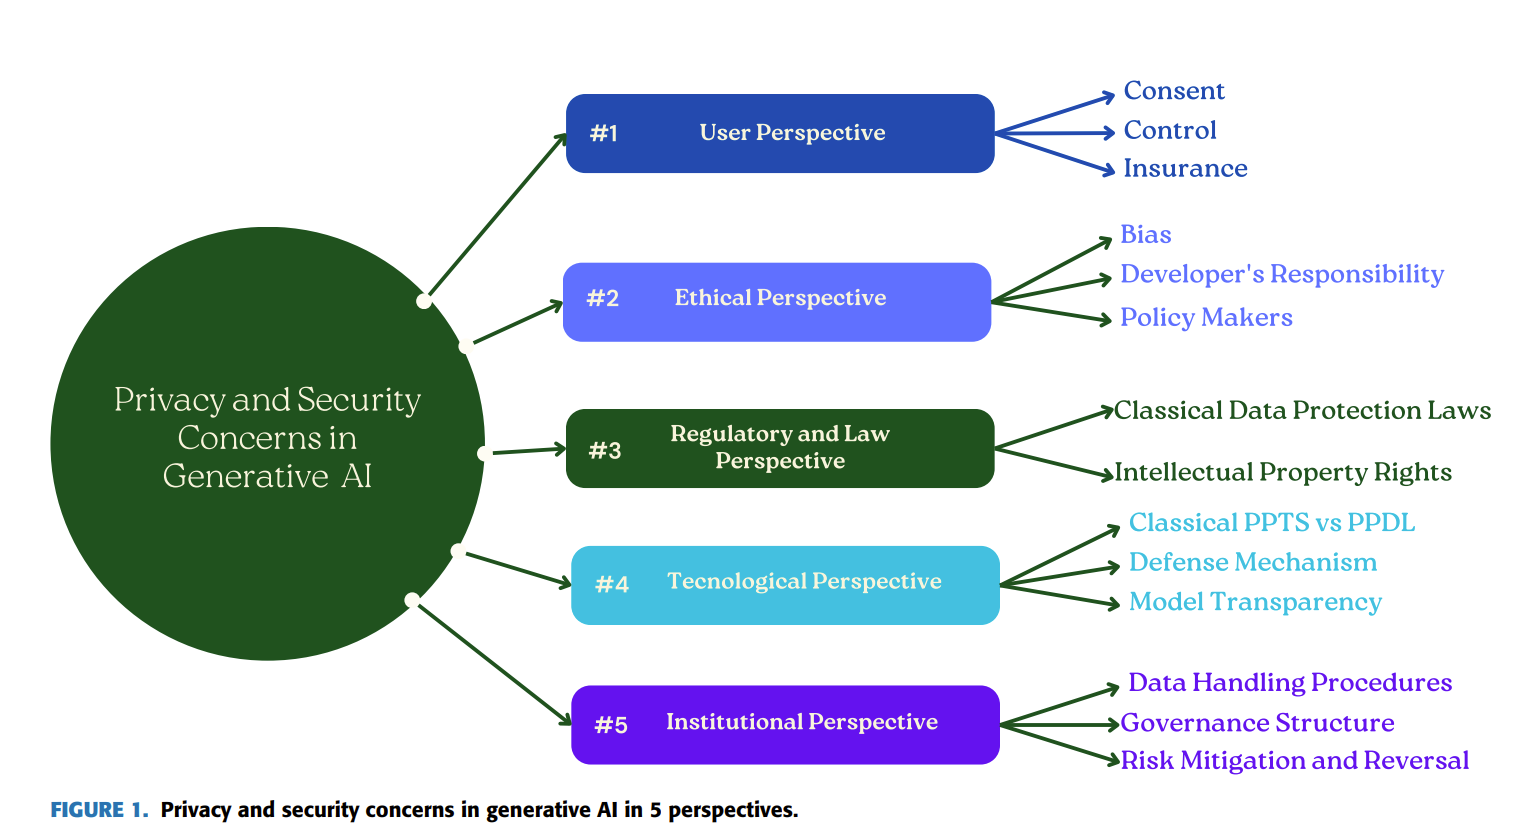 Privacy and Security
Concerns in
Generative AI
#1 User Perspective
Consent
Control
Insurance
#2 Ethical Perspective
Bias
Developer's Responsibility
Policy Makers
#3 Regulatory and Law
Perspective
Classical Data Protection Laws
Intellectual Property Rights
#4 Tecnological Perspective
Classical PPTS vs PPDL
Defense Mechanism
Model Transparency
#5 Institutional Perspective
Data Handling Procedures
Governance Structure
Risk Mitigation and Reversal
FIGURE 1. Privacy and security concerns in generative AI in 5 perspectives.